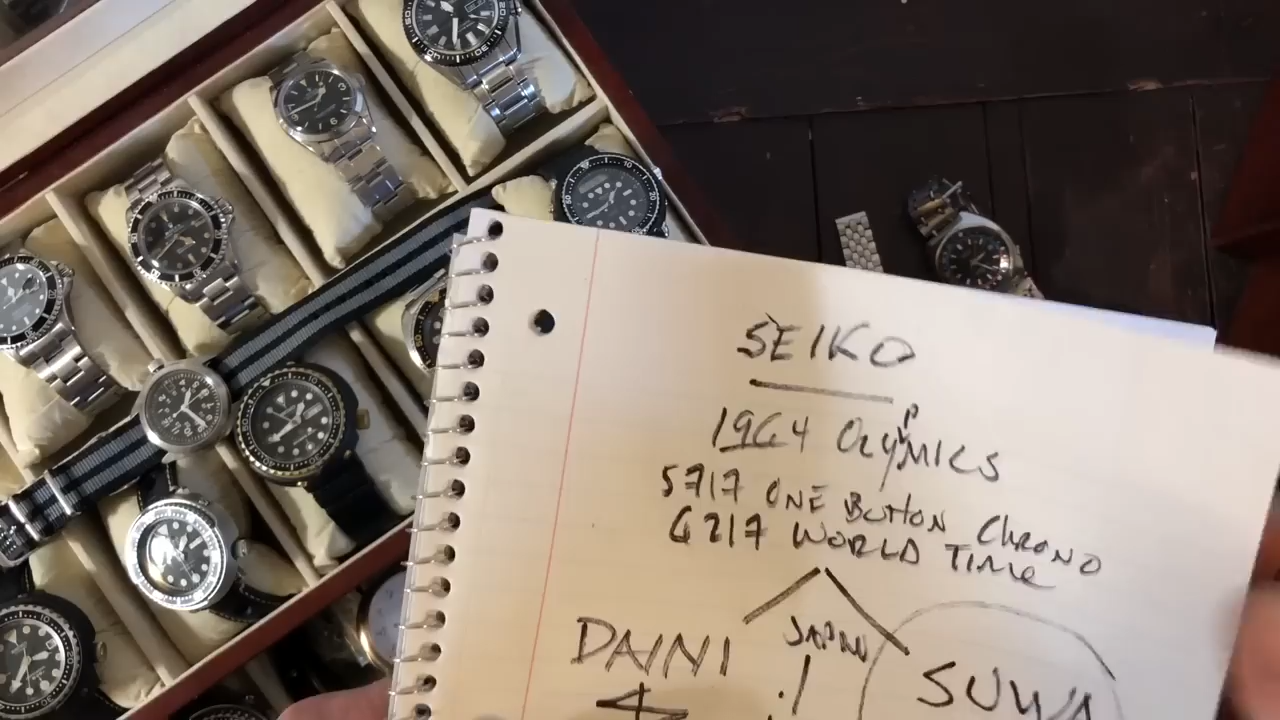 SEIKO
1964 OLYMPICS
5717 ONE BUTTON CHRONO
6217 WORLD TIME
JAPAN
DAINI
SUWA